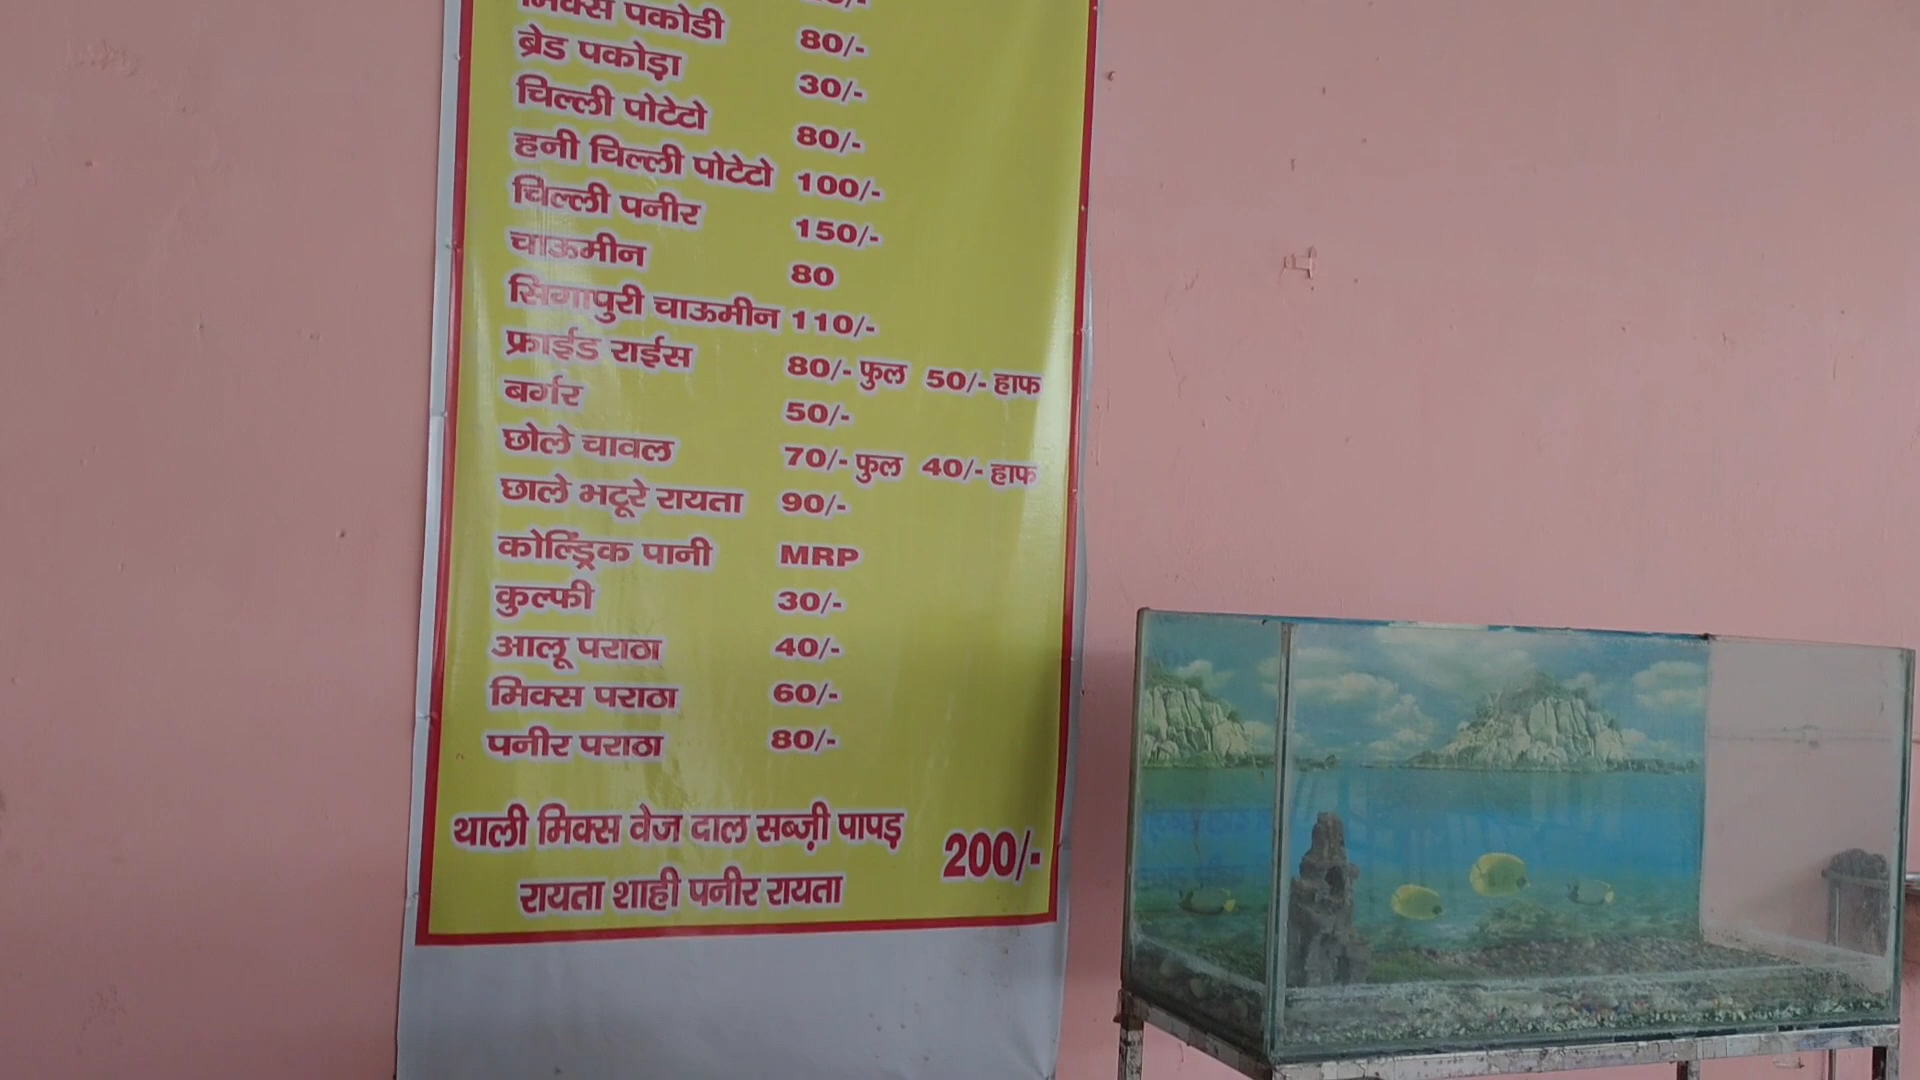 मिक्स पकोडी 80/-
ब्रेड पकोड़ा 30/-
चिल्ली पोटेटो 80/-
हनी चिल्ली पोटेटो 100/-
चिल्ली पनीर 150/-
चाऊमीन 80
सिंगापुरी चाऊमीन 110/-
फ्राईड राईस 80/- फुल 50/- हाफ
बर्गर 50/-
छोले चावल 70/- फुल 40/- हाफ
छाले भटूरे रायता 90/-
कोल्ड्रिंक पानी MRP
कुल्फी 30/-
आलू पराठा 40/-
मिक्स पराठा 60/-
पनीर पराठा 80/-
थाली मिक्स वेज दाल सब्ज़ी पापड़ 200/-
रायता शाही पनीर रायता